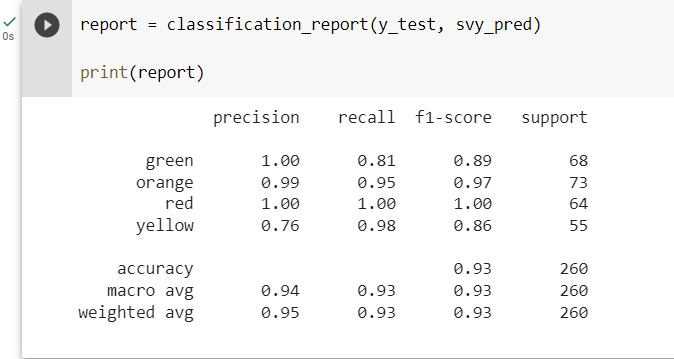 0s
report = classification_report(y_test, svy_pred)
print(report)
precision recall f1-score support
green 1.00 0.81 0.89 68
orange 0.99 0.95 0.97 73
red 1.00 1.00 1.00 64
yellow 0.76 0.98 0.86 55
accuracy 0.93 260
macro avg 0.94 0.93 0.93 260
weighted avg 0.95 0.93 0.93 260